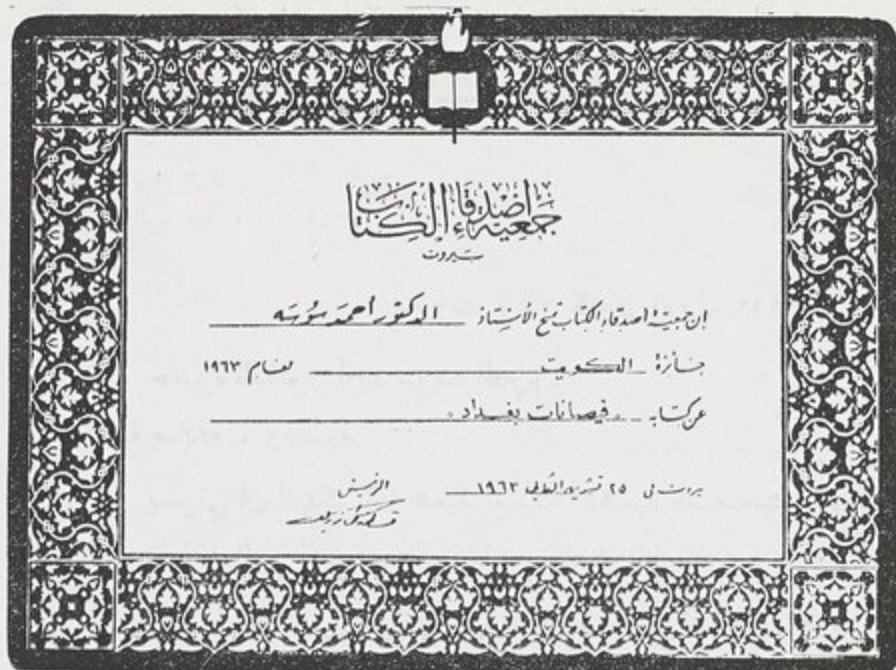 جمعية أصدقاء الكتاب
بيروت
إن جمعية أصدقاء الكتاب تمنح الأستاذ الدكتور أحمد سوسه
جائزة الكويت لعام ١٩٦٣
عن كتابه « فيضانات بغداد »
بيروت في ٢٥ تشرين الثاني ١٩٦٣ الرئيس